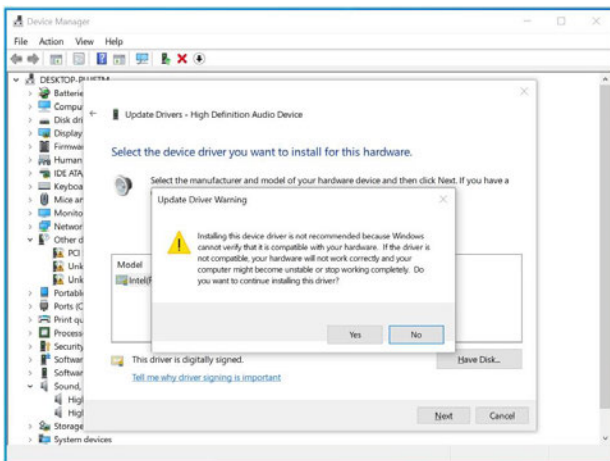 Device Manager
File Action View Help
DESKTOP-
Batterie
Compu
Disk dri
Display
Firmwa
Human
IDE ATA
Keyboa
Mice ar
Monito
Networ
Other d
PCI
Unk
Unk
Portabl
Ports (C
Print qu
Process
Security
Softwar
Softwar
Sound,
Higl
Higl
Storage
System devices
Update Drivers - High Definition Audio Device
Select the device driver you want to install for this hardware.
Select the manufacturer and model of your hardware device and then click Next. If you have a
Update Driver Warning
Installing this device driver is not recommended because Windows
cannot verify that it is compatible with your hardware. If the driver is
not compatible, your hardware will not work correctly and your
computer might become unstable or stop working completely. Do
you want to continue installing this driver?
Yes No
Model
Intel(R
This driver is digitally signed.
Have Disk...
Tell me why driver signing is important
Next Cancel